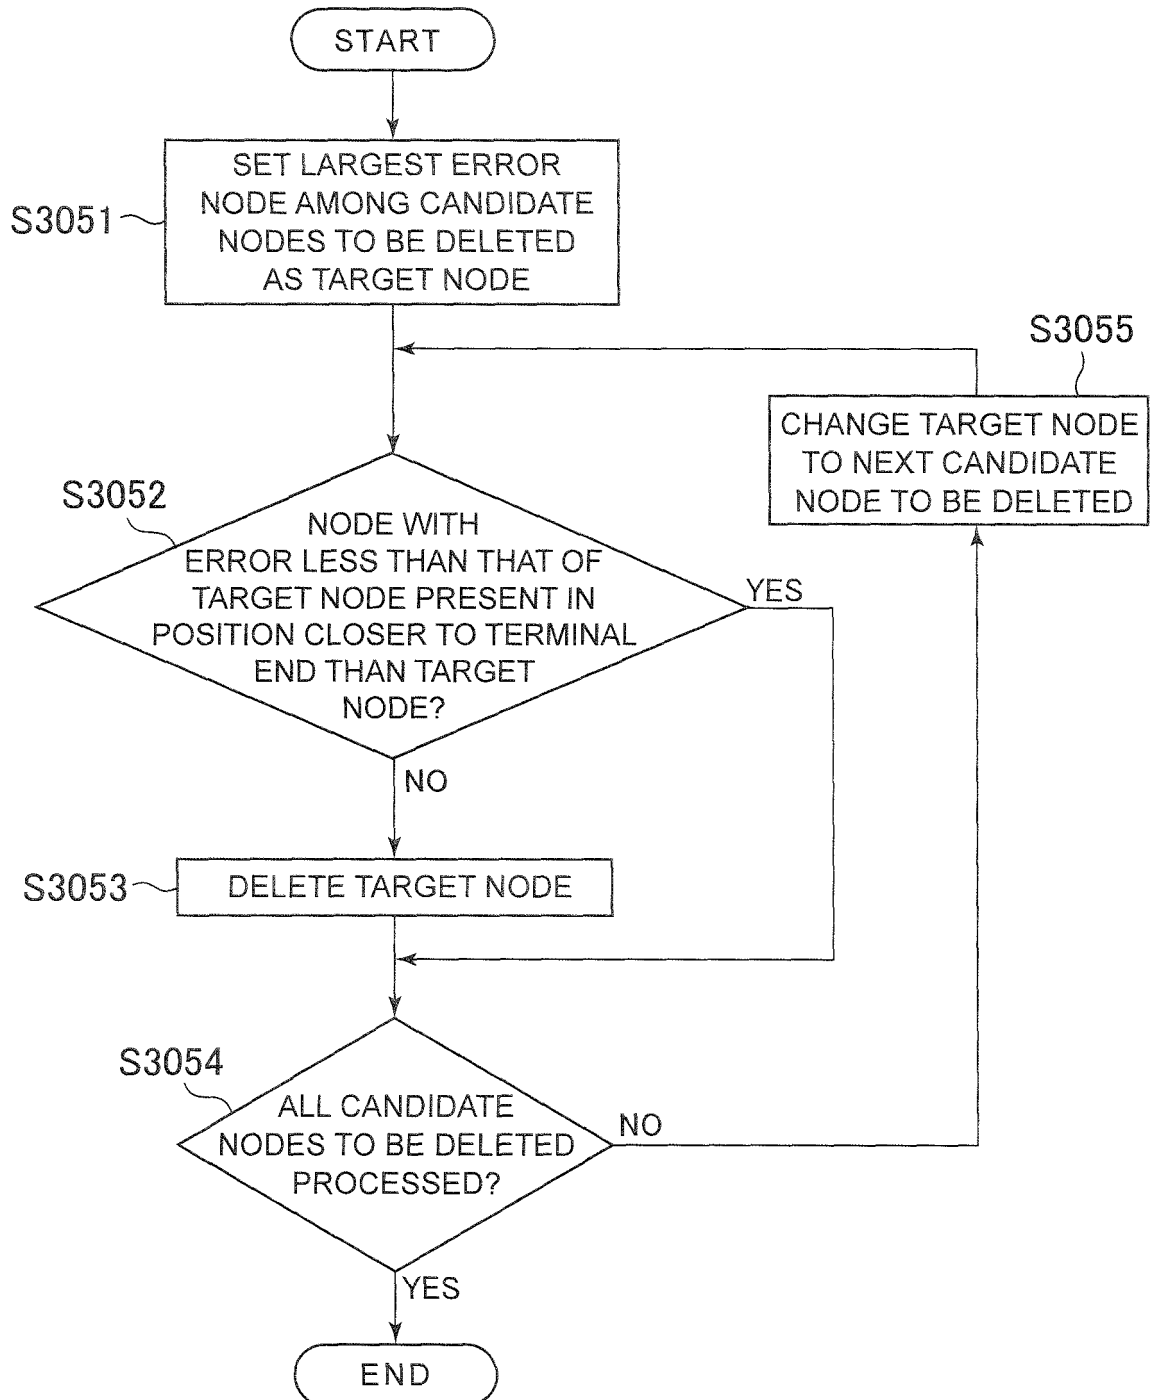 START
S3051
SET LARGEST ERROR
NODE AMONG CANDIDATE
NODES TO BE DELETED
AS TARGET NODE
S3055
CHANGE TARGET NODE
TO NEXT CANDIDATE
NODE TO BE DELETED
S3052
NODE WITH
ERROR LESS THAN THAT OF
TARGET NODE PRESENT IN
POSITION CLOSER TO TERMINAL
END THAN TARGET
NODE?
YES
NO
S3053
DELETE TARGET NODE
S3054
ALL CANDIDATE
NODES TO BE DELETED
PROCESSED?
NO
YES
END